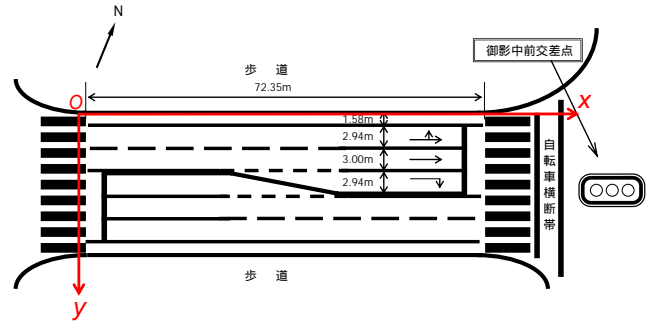 N
御影中前交差点
歩 道
72.35m
O
x
1.58m
2.94m
3.00m
2.94m
自転車横断帯
歩 道
y